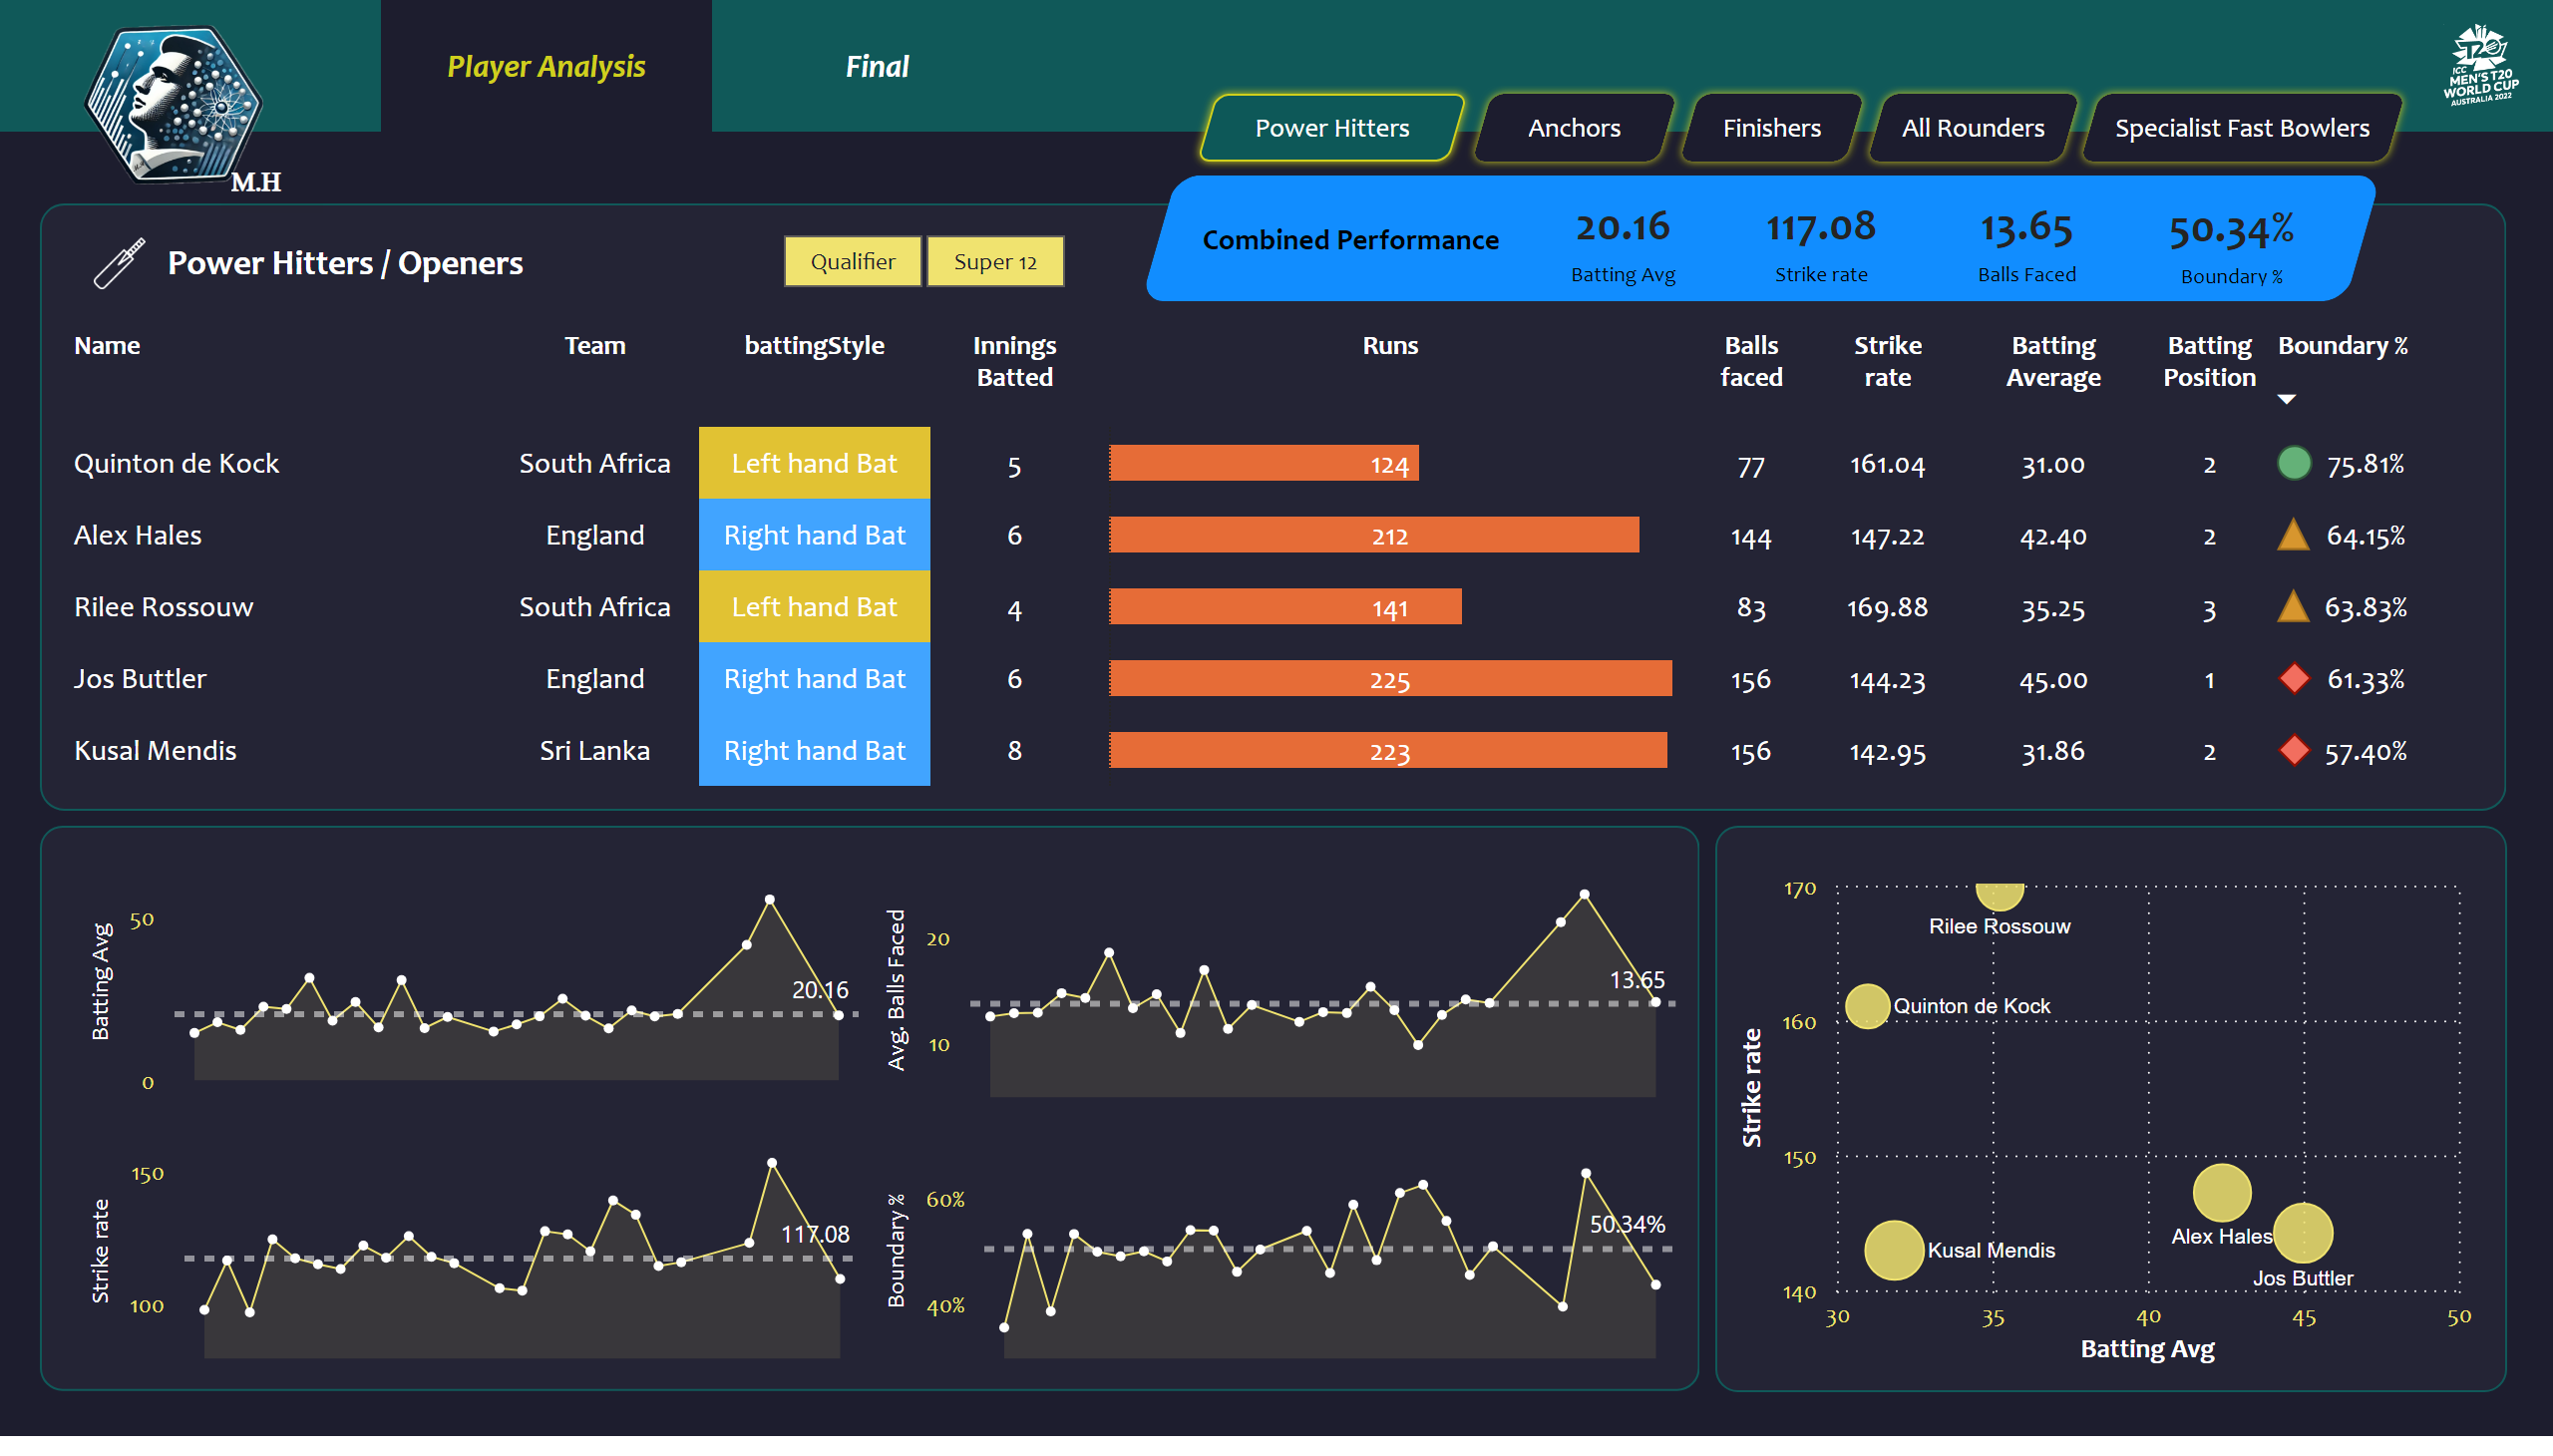 Player Analysis
Final
ICC
MEN'S T20
WORLD CUP
AUSTRALIA 2022
Power Hitters
Anchors
Finishers
All Rounders
Specialist Fast Bowlers
M.H
Power Hitters / Openers
Qualifier
Super 12
Combined Performance
20.16
117.08
13.65
50.34%
Batting Avg
Strike rate
Balls Faced
Boundary %
Name Team battingStyle Innings Runs Balls Strike Batting Batting Boundary %
Batted faced rate Average Position
Quinton de Kock South Africa Left hand Bat 5 124 77 161.04 31.00 2 75.81%
Alex Hales England Right hand Bat 6 212 144 147.22 42.40 2 64.15%
Rilee Rossouw South Africa Left hand Bat 4 141 83 169.88 35.25 3 63.83%
Jos Buttler England Right hand Bat 6 225 156 144.23 45.00 1 61.33%
Kusal Mendis Sri Lanka Right hand Bat 8 223 156 142.95 31.86 2 57.40%
Batting Avg
50
0
20.16
Avg. Balls Faced
20
10
13.65
Strike rate
150
100
117.08
Boundary %
60%
40%
50.34%
Strike rate
170
160
150
140
Rilee Rossouw
Quinton de Kock
Alex Hales
Kusal Mendis
Jos Buttler
30 35 40 45 50
Batting Avg